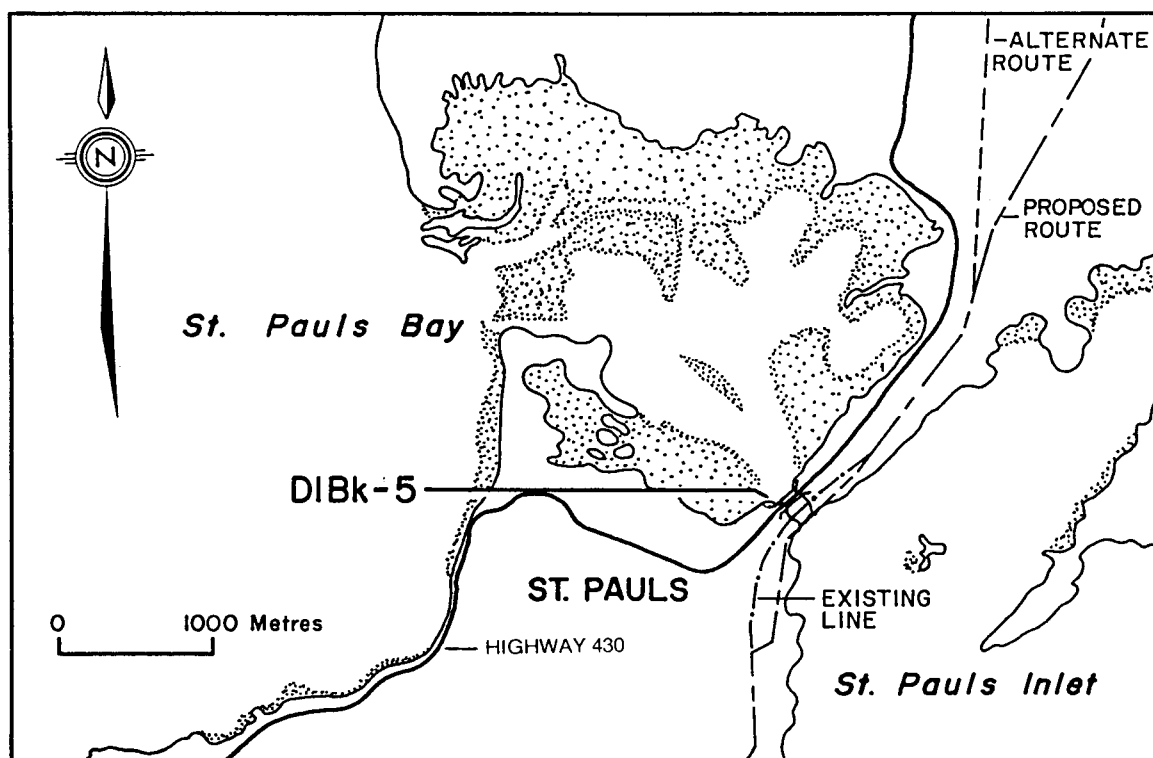 -ALTERNATE
ROUTE
N
PROPOSED
ROUTE
St. Pauls Bay
DIBk-5
ST. PAULS
EXISTING
LINE
0 1000 Metres
HIGHWAY 430
St. Pauls Inlet